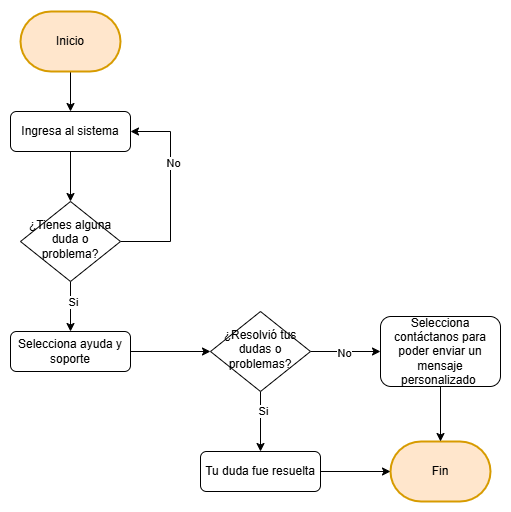 Inicio
Ingresa al sistema
No
¿Tienes alguna
duda o
problema?
Si
Selecciona ayuda y
soporte
¿Resolvió tus
dudas o
problemas?
No
Selecciona
contáctanos para
poder enviar un
mensaje
personalizado
Si
Tu duda fue resuelta
Fin